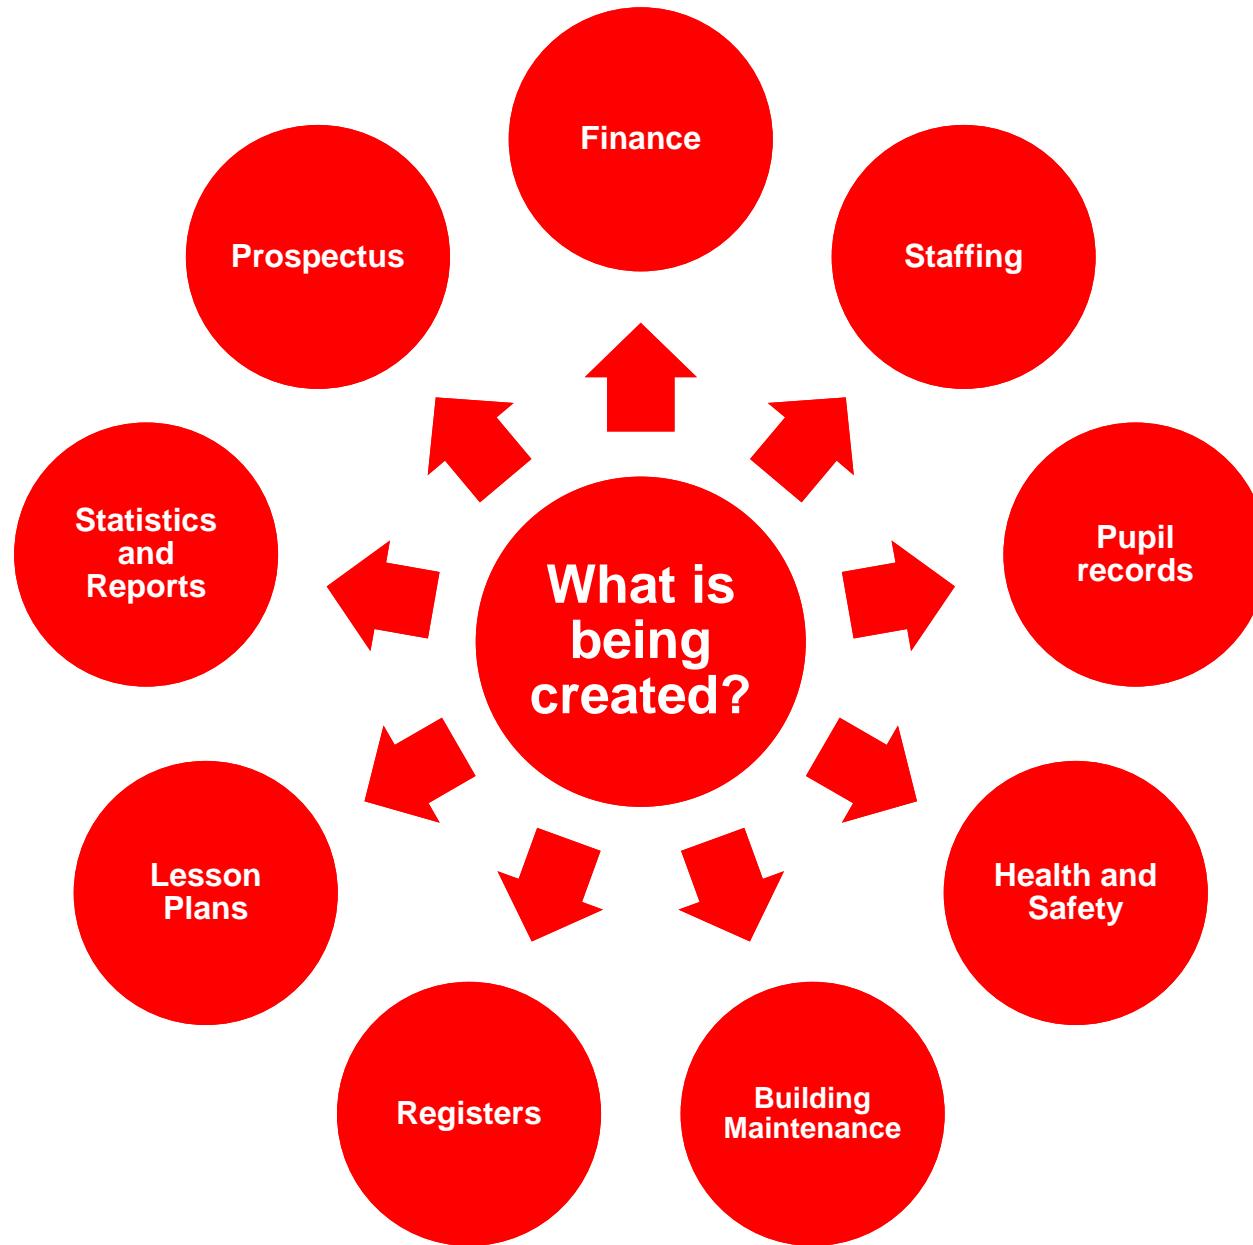 Finance
Prospectus
Staffing
Statistics
and
Reports
What is
being
created?
Pupil
records
Lesson
Plans
Health and
Safety
Registers
Building
Maintenance